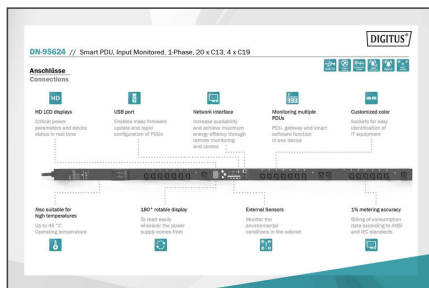 DIGITUS®
DN-95624 // Smart PDU, Input Monitored, 1-Phase, 20 x C13, 4 x C19
Anschlüsse
Connections
HD
HD LCD displays
Critical power
parameters and device
status in real time
USB port
Enables mass firmware
update and rapid
configuration of PDUs
Network interface
Increase availability
and achieve maximum
energy effiency through
remote monitoring
and control
Monitoring multiple
PDUs
PDU gateway and smart
software function
in one device
Customized color
Sockets for easy
identification of
IT equipment
Also suitable for
high temperatures
Up to 45 °C
Operating temperature
180° rotable display
To read easily
wherever the power
supply comes from
External Sensors
Monitor the
environmental
conditions in the cabinet
1% metering accuracy
Billing of consumption
data according to ANSI
and IEC standards